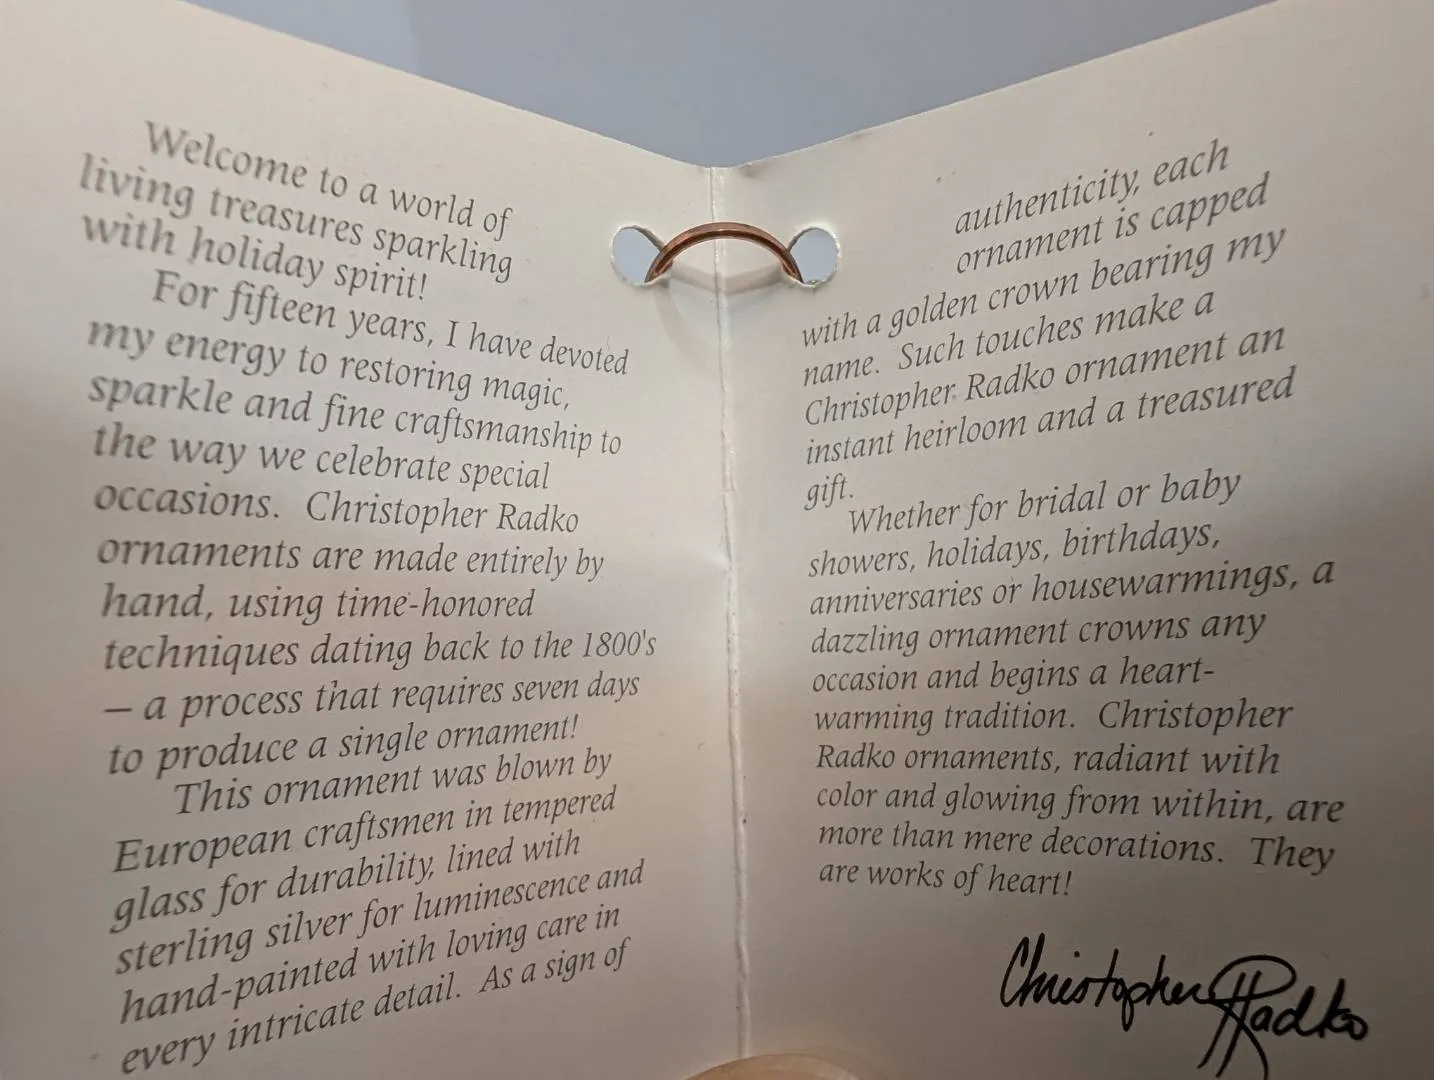 Welcome to a world of
living treasures sparkling
with holiday spirit!
For fifteen years, I have devoted
my energy to restoring magic,
sparkle and fine craftsmanship to
the way we celebrate special
occasions. Christopher Radko
ornaments are made entirely by
hand, using time-honored
techniques dating back to the 1800's
– a process that requires seven days
to produce a single ornament!
This ornament was blown by
European craftsmen in tempered
glass for durability, lined with
sterling silver for luminescence and
hand-painted with loving care in
every intricate detail. As a sign of
authenticity, each
ornament is capped
with a golden crown bearing my
name. Such touches make a
Christopher Radko ornament an
instant heirloom and a treasured
gift.
Whether for bridal or baby
showers, holidays, birthdays,
anniversaries or housewarmings, a
dazzling ornament crowns any
occasion and begins a heart-
warming tradition. Christopher
Radko ornaments, radiant with
color and glowing from within, are
more than mere decorations. They
are works of heart!
Christopher Radko